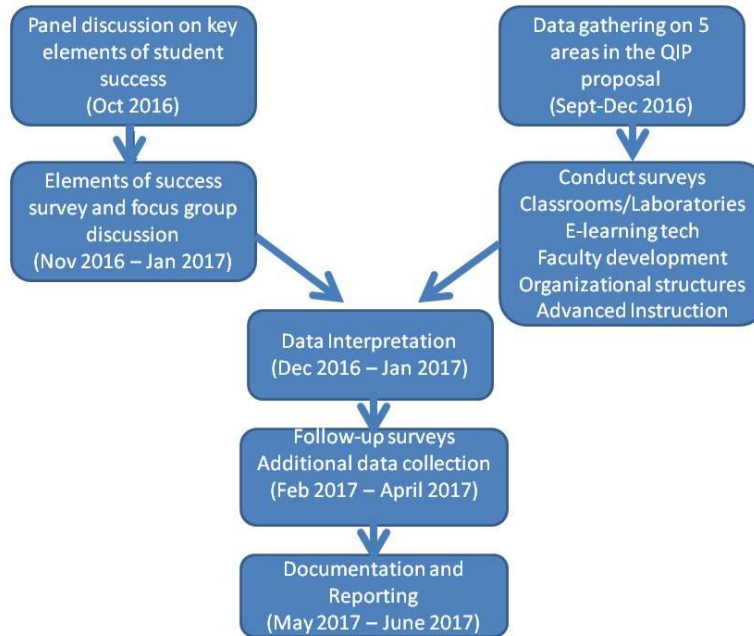 Panel discussion on key
elements of student
success
(Oct 2016)
Data gathering on 5
areas in the QIP
proposal
(Sept-Dec 2016)
Elements of success
survey and focus group
discussion
(Nov 2016 – Jan 2017)
Conduct surveys
Classrooms/Laboratories
E-learning tech
Faculty development
Organizational structures
Advanced Instruction
Data Interpretation
(Dec 2016 – Jan 2017)
Follow-up surveys
Additional data collection
(Feb 2017 – April 2017)
Documentation and
Reporting
(May 2017 – June 2017)